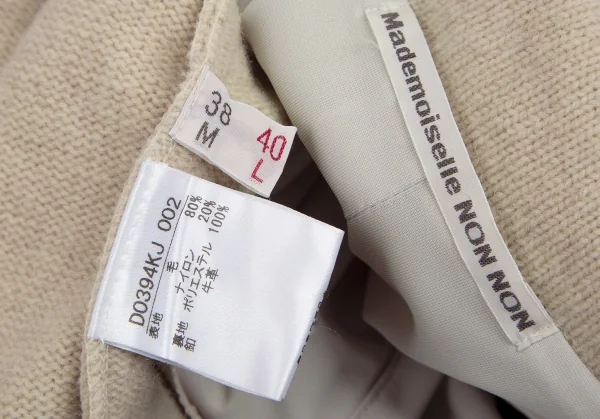 Mademoiselle NON NON
38
M
40
L
D0394KJ 002
表地 毛 80%
ナイロン 20%
裏地 ポリエステル 100%
釦 牛革